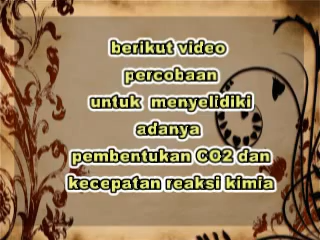 berikut video
percobaan
untuk menyelidiki
adanya
pembentukan CO2 dan
kecepatan reaksi kimia